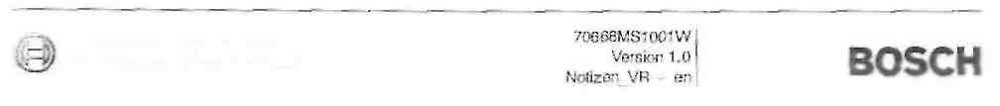 70668MS1001W
Version 1.0
Notizen_VR - en
BOSCH